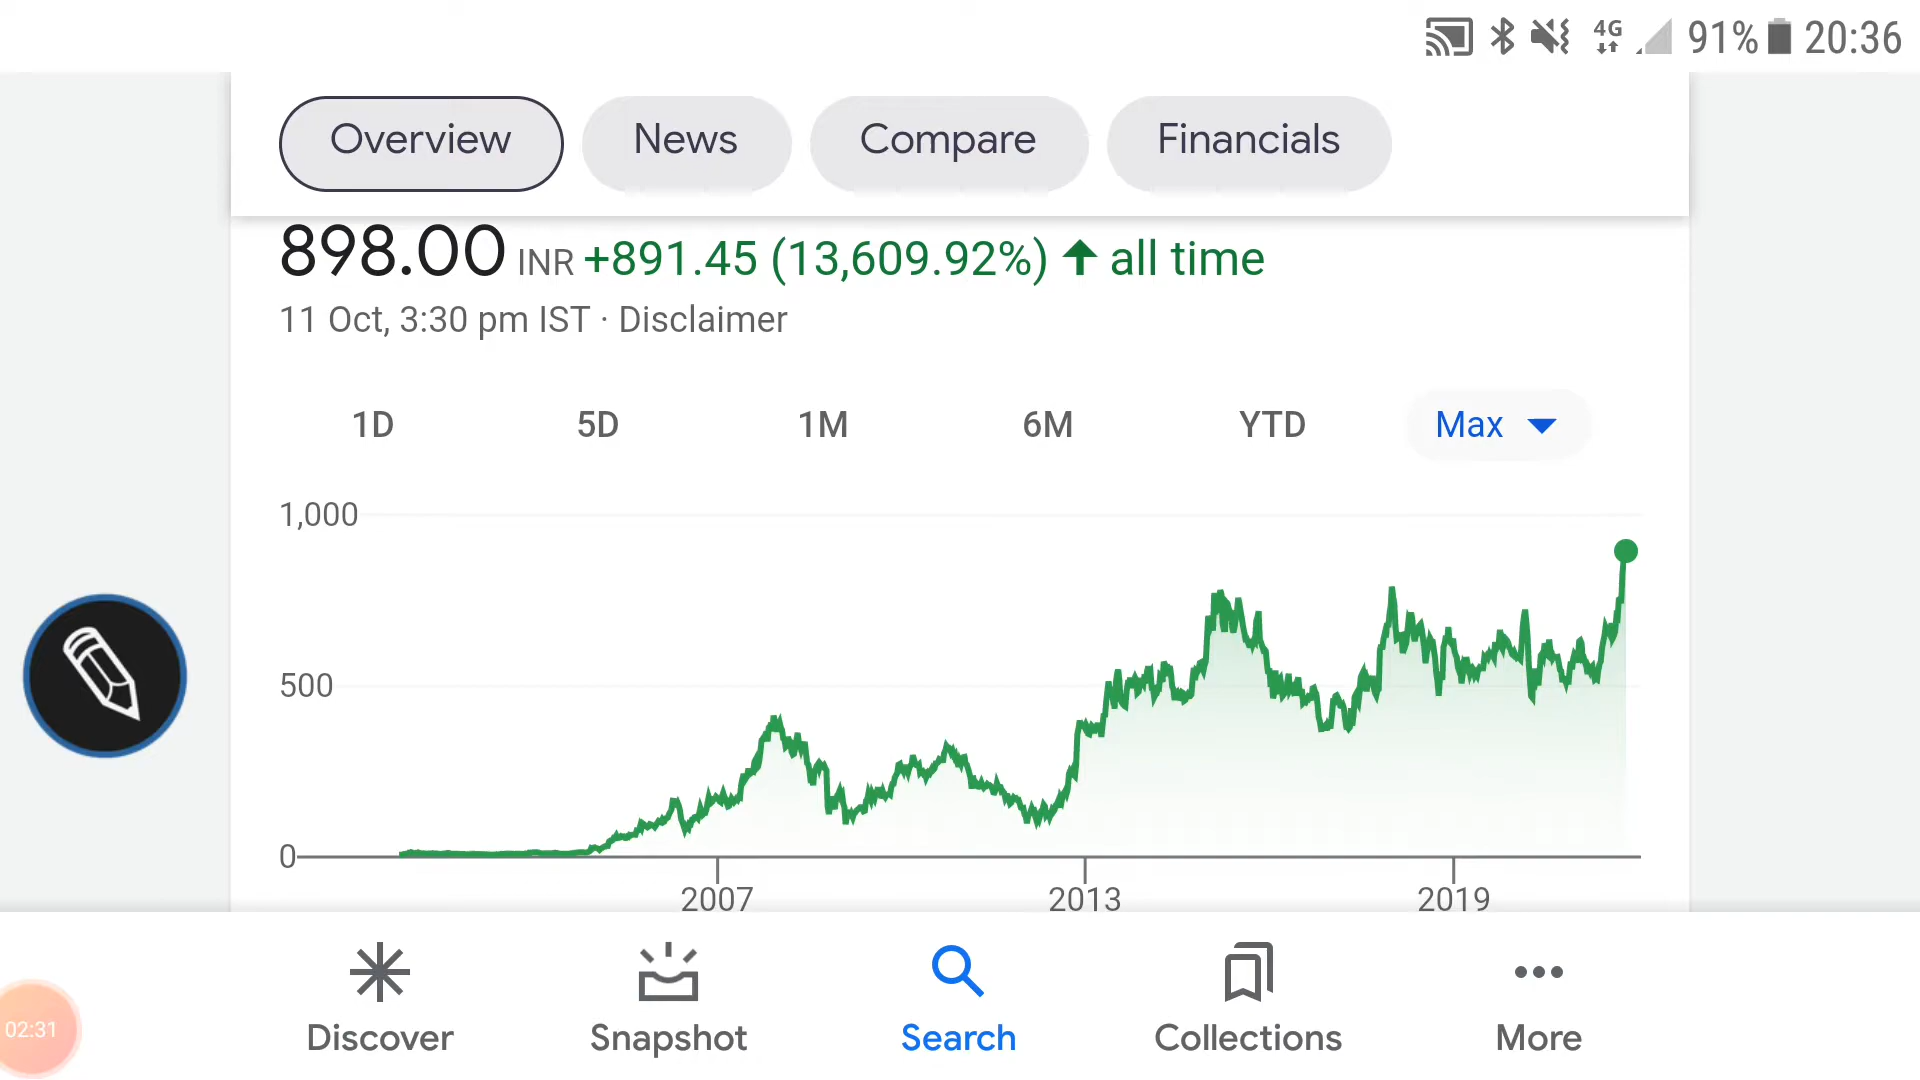 4G 91% 20:36
Overview News Compare Financials
898.00 INR +891.45 (13,609.92%) ↑ all time
11 Oct, 3:30 pm IST · Disclaimer
1D 5D 1M 6M YTD Max
1,000
500
0
2007 2013 2019
02:31
Discover Snapshot Search Collections More